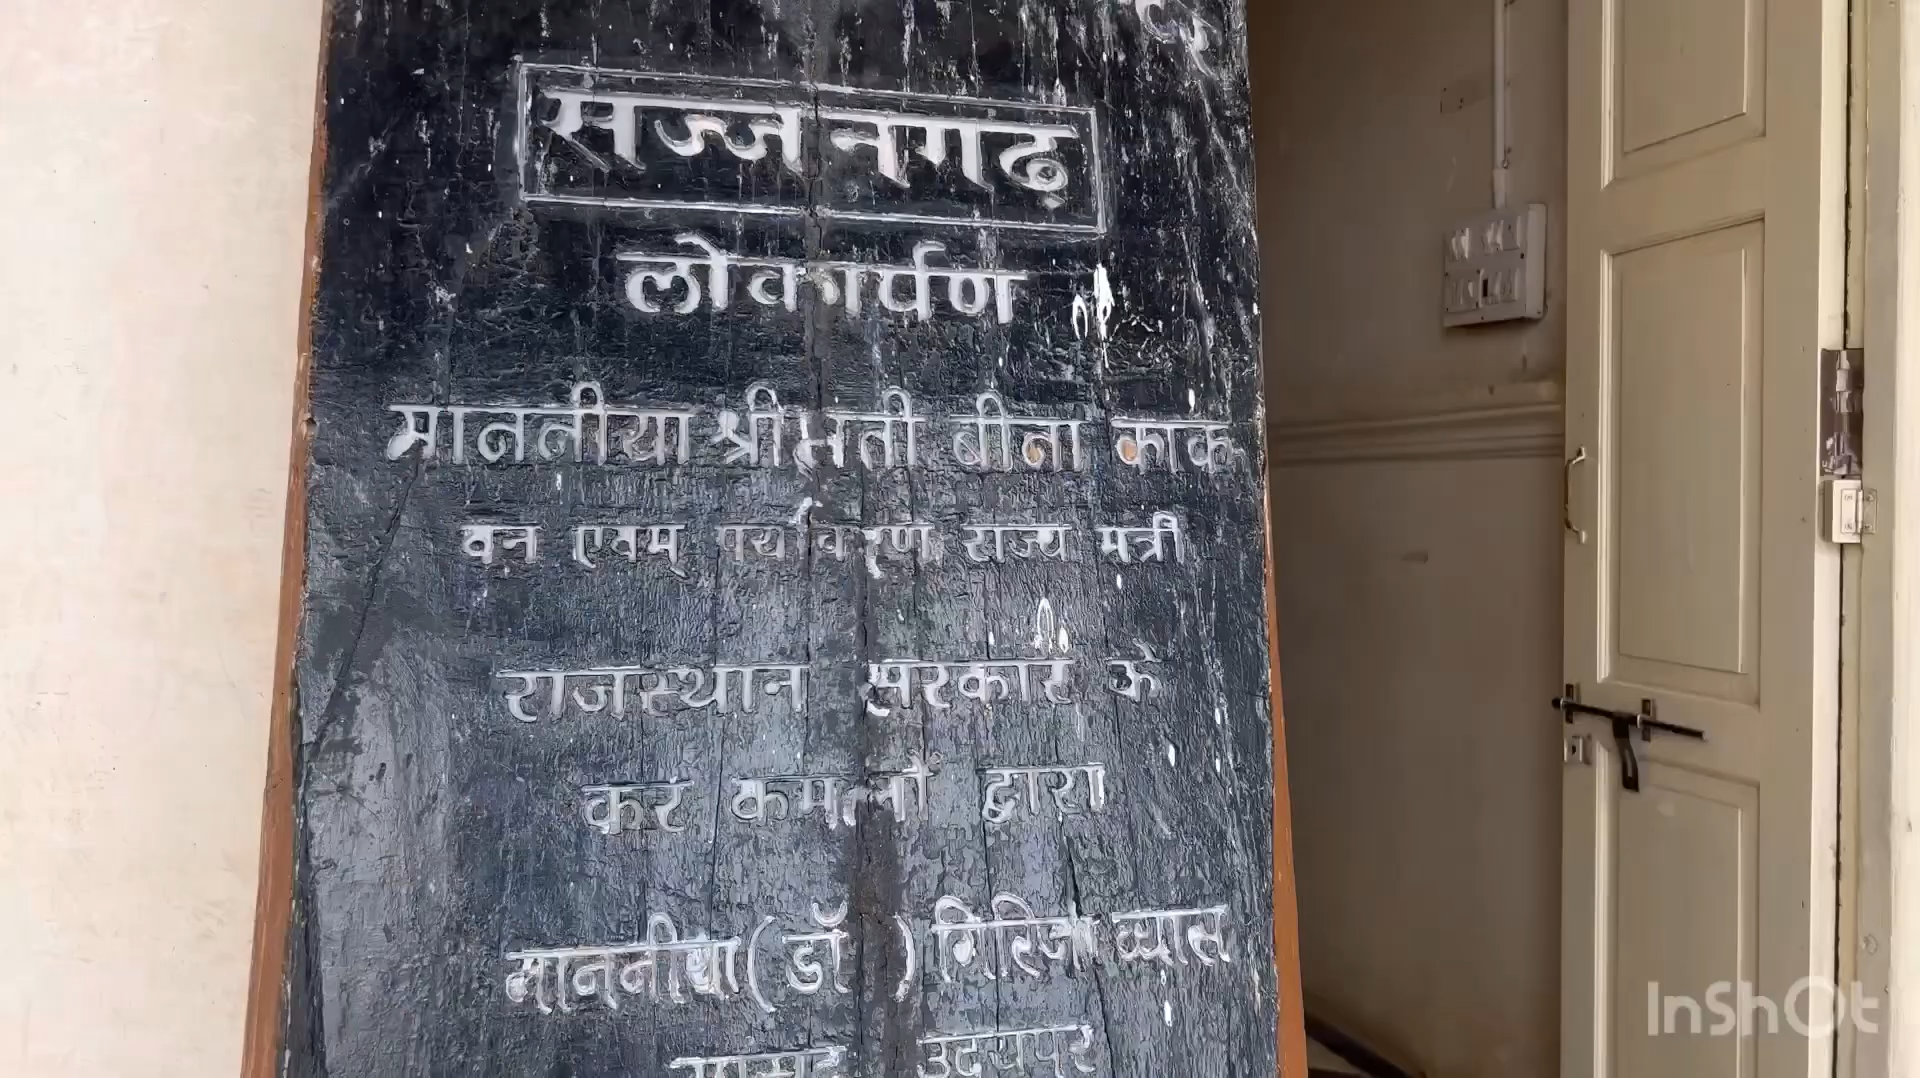 सज्जनगढ़
लोकार्पण
माननीया श्रीमती बीना काक
वन एवम् पर्यावरण राज्य मंत्री
राजस्थान सरकार के
कर कमलों द्वारा
माननीया (डॉ ) गिरिजा व्यास
उदयपुर
InShOt